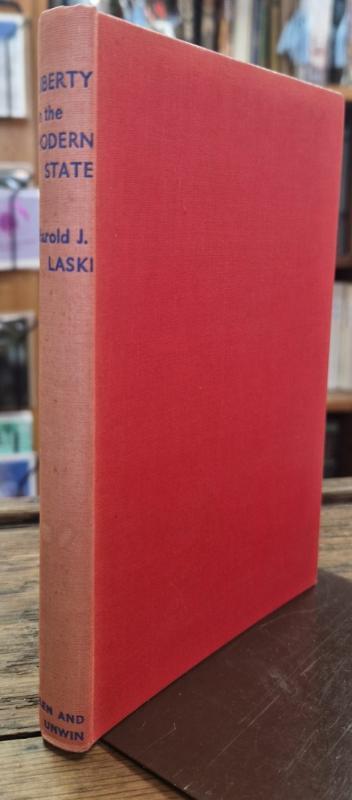 IBERTY
n the
ODERN
STATE
arold J.
LASKI
EN AND
UNWIN